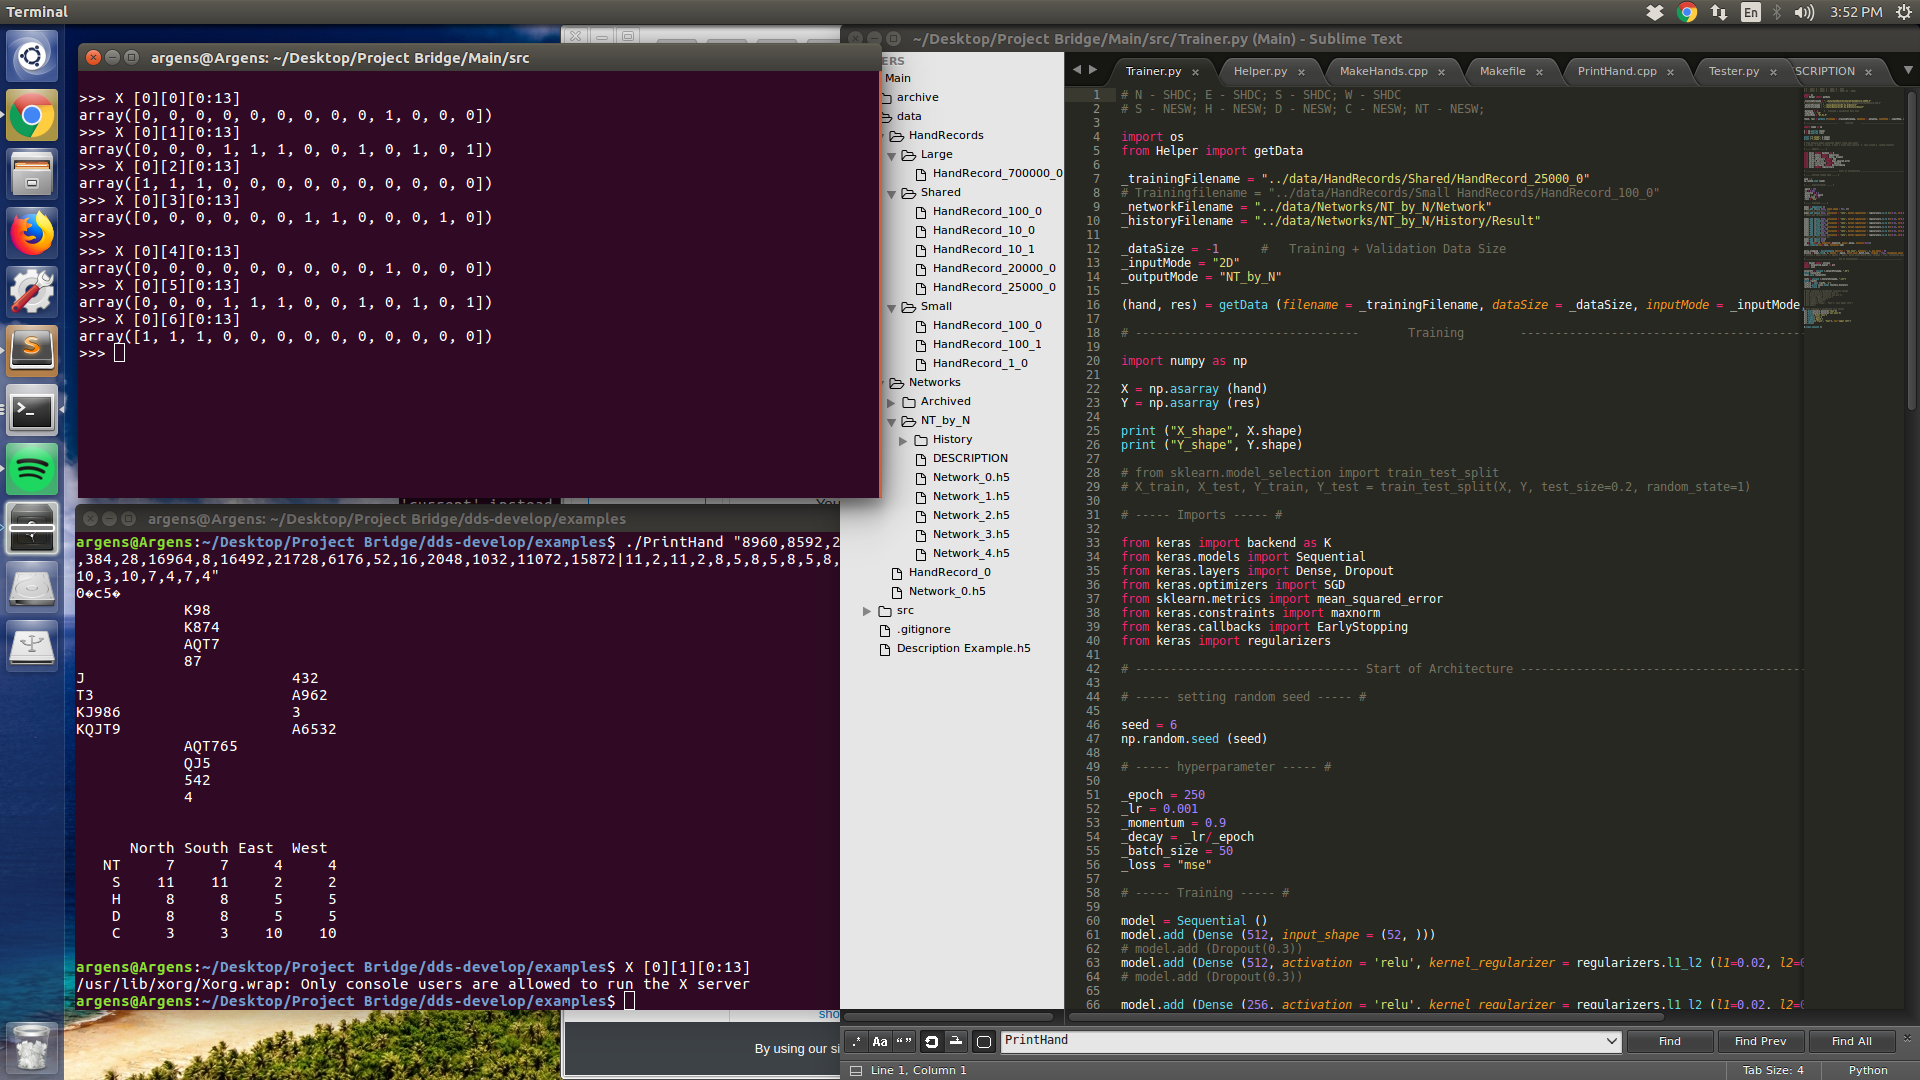 Terminal
En
3:52 PM
argens@Argens: ~/Desktop/Project Bridge/Main/src
>>> X [0][0][0:13]
array([0, 0, 0, 0, 0, 0, 0, 0, 0, 1, 0, 0, 0])
>>> X [0][1][0:13]
array([0, 0, 0, 1, 1, 1, 0, 0, 1, 0, 1, 0, 1])
>>> X [0][2][0:13]
array([1, 1, 1, 0, 0, 0, 0, 0, 0, 0, 0, 0, 0])
>>> X [0][3][0:13]
array([0, 0, 0, 0, 0, 0, 1, 1, 0, 0, 0, 1, 0])
>>>
>>> X [0][4][0:13]
array([0, 0, 0, 0, 0, 0, 0, 0, 0, 1, 0, 0, 0])
>>> X [0][5][0:13]
array([0, 0, 0, 1, 1, 1, 0, 0, 1, 0, 1, 0, 1])
>>> X [0][6][0:13]
array([1, 1, 1, 0, 0, 0, 0, 0, 0, 0, 0, 0, 0])
>>>
argens@Argens: ~/Desktop/Project Bridge/dds-develop/examples
argens@Argens:~/Desktop/Project Bridge/dds-develop/examples$ ./PrintHand "8960,8592,2
,384,28,16964,8,16492,21728,6176,52,16,2048,1032,11072,15872|11,2,11,2,8,5,8,5,8,5,8,
10,3,10,7,4,7,4"
0�c5�
K98
K874
AQT7
87
J 432
T3 A962
KJ986 3
KQJT9 A6532
AQT765
QJ5
542
4
North South East West
NT 7 7 4 4
S 11 11 2 2
H 8 8 5 5
D 8 8 5 5
C 3 3 10 10
argens@Argens:~/Desktop/Project Bridge/dds-develop/examples$ X [0][1][0:13]
/usr/lib/xorg/Xorg.wrap: Only console users are allowed to run the X server
argens@Argens:~/Desktop/Project Bridge/dds-develop/examples$
sho
By using our si
~/Desktop/Project Bridge/Main/src/Trainer.py (Main) - Sublime Text
ERS
Main
archive
data
HandRecords
Large
HandRecord_700000_0
Shared
HandRecord_100_0
HandRecord_10_0
HandRecord_10_1
HandRecord_20000_0
HandRecord_25000_0
Small
HandRecord_100_0
HandRecord_100_1
HandRecord_1_0
Networks
Archived
NT_by_N
History
DESCRIPTION
Network_0.h5
Network_1.h5
Network_2.h5
Network_3.h5
Network_4.h5
HandRecord_0
Network_0.h5
src
.gitignore
Description Example.h5
Trainer.py Helper.py MakeHands.cpp Makefile PrintHand.cpp Tester.py SCRIPTION
1 # N - SHDC; E - SHDC; S - SHDC; W - SHDC
2 # S - NESW; H - NESW; D - NESW; C - NESW; NT - NESW;
3
4 import os
5 from Helper import getData
6
7 _trainingFilename = "../data/HandRecords/Shared/HandRecord_25000_0"
8 # Trainingfilename = "../data/HandRecords/Small HandRecords/HandRecord_100_0"
9 _networkFilename = "../data/Networks/NT_by_N/Network"
10 _historyFilename = "../data/Networks/NT_by_N/History/Result"
11
12 _dataSize = -1 # Training + Validation Data Size
13 _inputMode = "2D"
14 _outputMode = "NT_by_N"
15
16 (hand, res) = getData (filename = _trainingFilename, dataSize = _dataSize, inputMode = _inputMode,
17
18 # -------------------------------- Training ----------------------------------------
19
20 import numpy as np
21
22 X = np.asarray (hand)
23 Y = np.asarray (res)
24
25 print ("X_shape", X.shape)
26 print ("Y_shape", Y.shape)
27
28 # from sklearn.model_selection import train_test_split
29 # X_train, X_test, Y_train, Y_test = train_test_split(X, Y, test_size=0.2, random_state=1)
30
31 # ----- Imports ----- #
32
33 from keras import backend as K
34 from keras.models import Sequential
35 from keras.layers import Dense, Dropout
36 from keras.optimizers import SGD
37 from sklearn.metrics import mean_squared_error
38 from keras.constraints import maxnorm
39 from keras.callbacks import EarlyStopping
40 from keras import regularizers
41
42 # -------------------------------- Start of Architecture ----------------------------------------
43
44 # ----- setting random seed ----- #
45
46 seed = 6
47 np.random.seed (seed)
48
49 # ----- hyperparameter ----- #
50
51 _epoch = 250
52 _lr = 0.001
53 _momentum = 0.9
54 _decay = _lr/_epoch
55 _batch_size = 50
56 _loss = "mse"
57
58 # ----- Training ----- #
59
60 model = Sequential ()
61 model.add (Dense (512, input_shape = (52, )))
62 # model.add (Dropout(0.3))
63 model.add (Dense (512, activation = 'relu', kernel_regularizer = regularizers.l1_l2 (l1=0.02, l2=0
64 # model.add (Dropout(0.3))
65
66 model.add (Dense (256, activation = 'relu', kernel_regularizer = regularizers.l1_l2 (l1=0.02, l2=0
.* Aa “ ” PrintHand Find Find Prev Find All
Line 1, Column 1 Tab Size: 4 Python